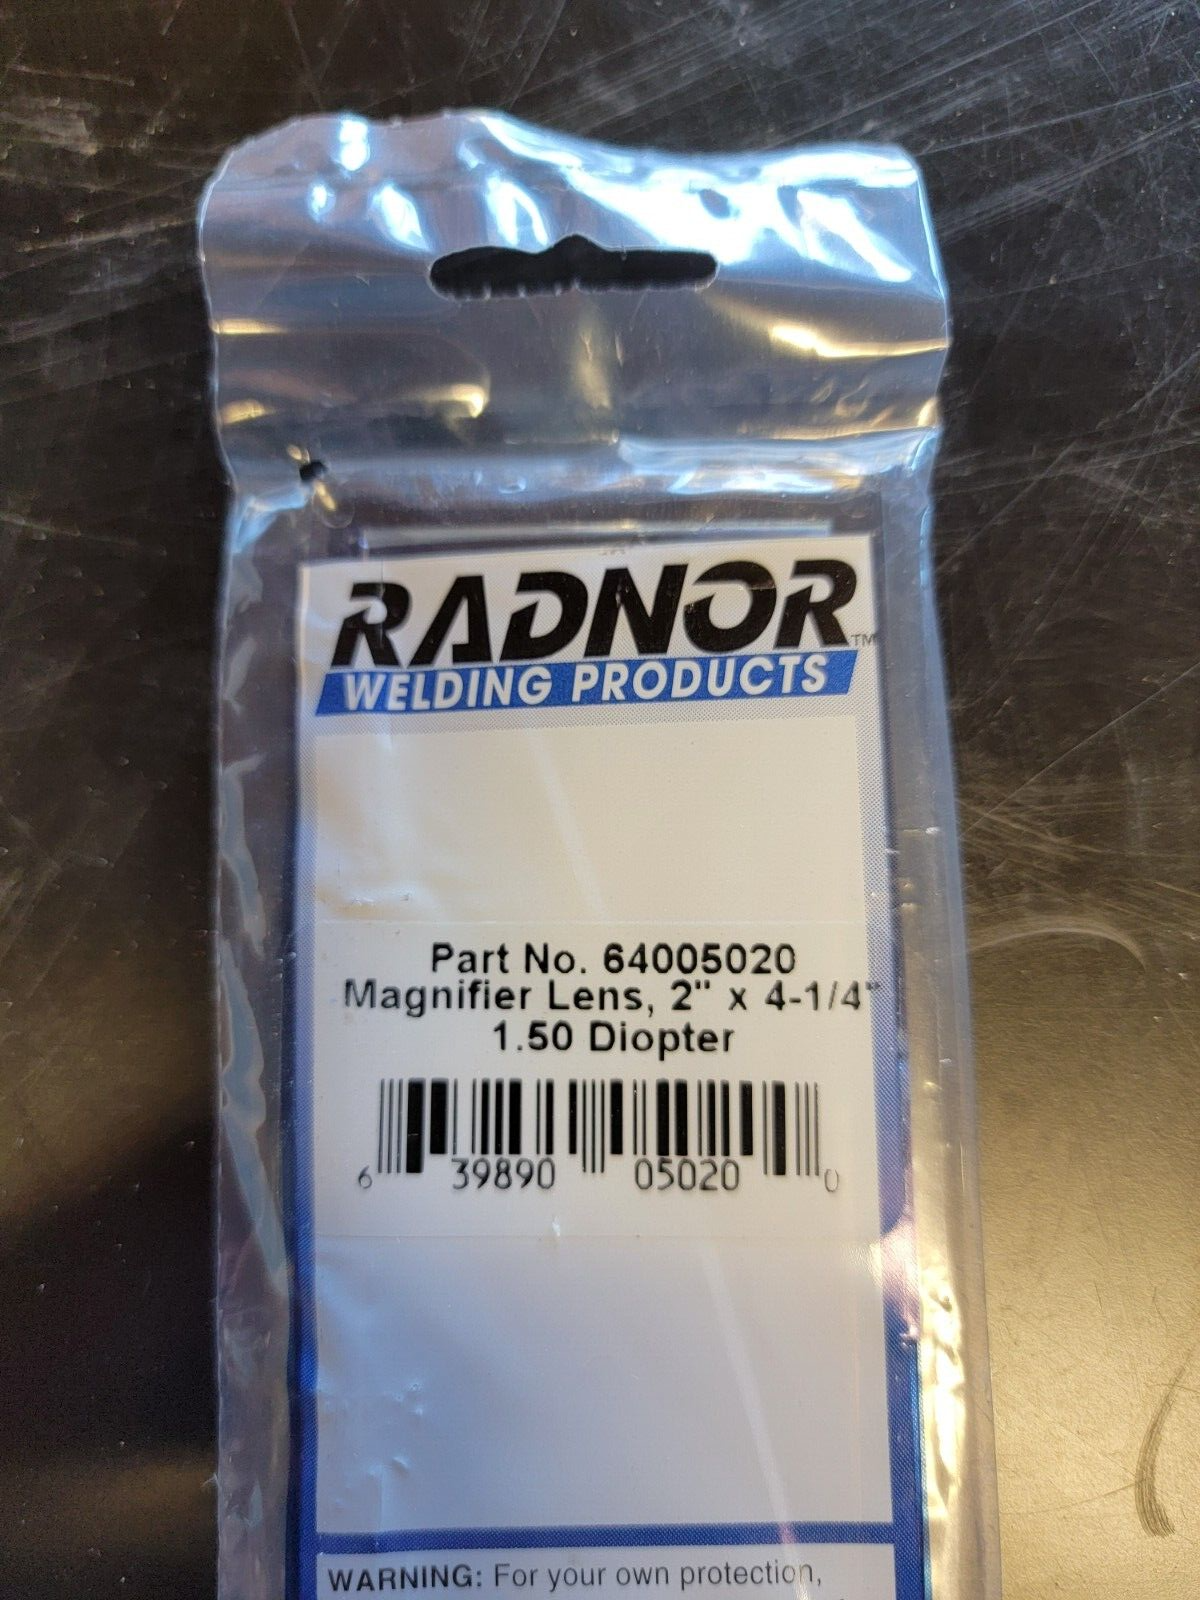 RADNOR™
WELDING PRODUCTS
Part No. 64005020
Magnifier Lens, 2" x 4-1/4"
1.50 Diopter
6 39890 05020 0
WARNING: For your own protection,